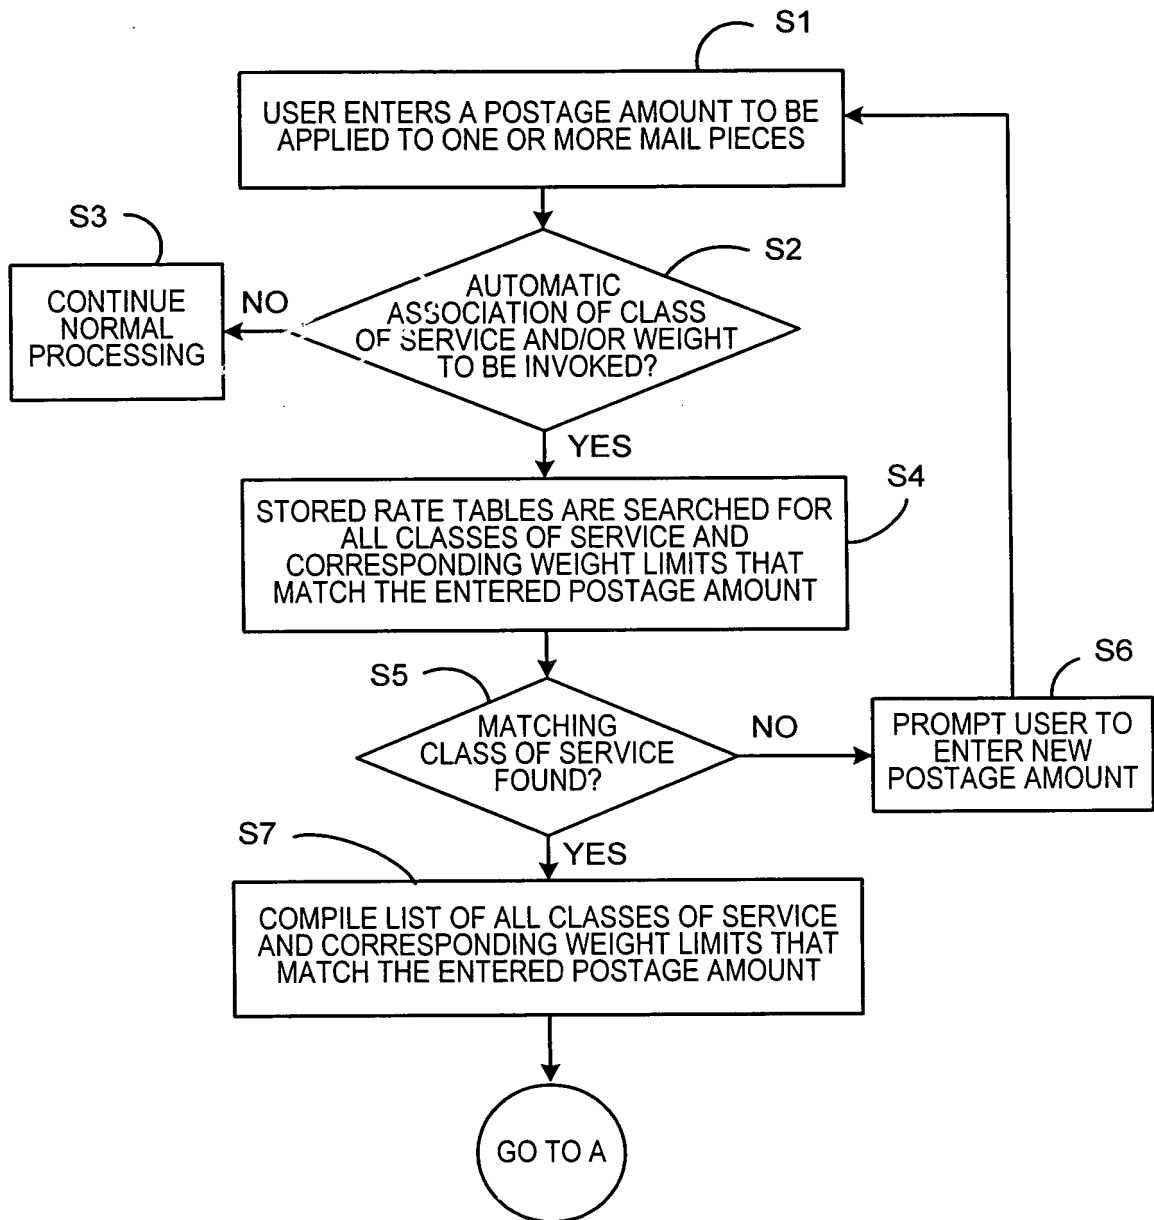 S1
USER ENTERS A POSTAGE AMOUNT TO BE
APPLIED TO ONE OR MORE MAIL PIECES
S3
S2
CONTINUE
NORMAL
PROCESSING
NO
AUTOMATIC
ASSOCIATION OF CLASS
OF SERVICE AND/OR WEIGHT
TO BE INVOKED?
YES
S4
STORED RATE TABLES ARE SEARCHED FOR
ALL CLASSES OF SERVICE AND
CORRESPONDING WEIGHT LIMITS THAT
MATCH THE ENTERED POSTAGE AMOUNT
S5
S6
MATCHING
CLASS OF SERVICE
FOUND?
NO
PROMPT USER TO
ENTER NEW
POSTAGE AMOUNT
S7
YES
COMPILE LIST OF ALL CLASSES OF SERVICE
AND CORRESPONDING WEIGHT LIMITS THAT
MATCH THE ENTERED POSTAGE AMOUNT
GO TO A